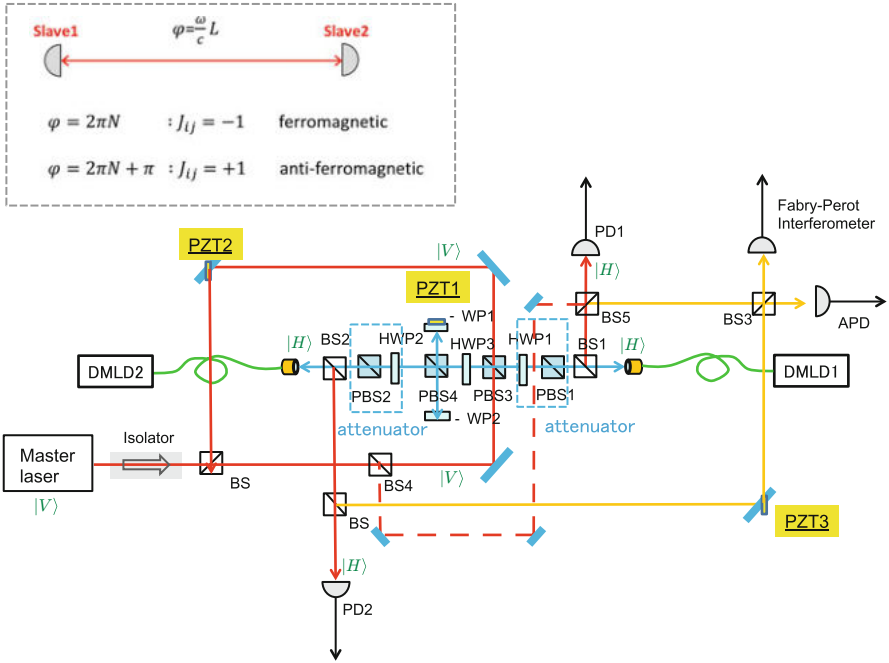 Slave1
φ=ω/c L
Slave2
φ = 2πN : J_ij = −1 ferromagnetic
φ = 2πN + π : J_ij = +1 anti-ferromagnetic
Fabry-Perot
Interferometer
PD1
PZT2
|V⟩
PZT1
|H⟩
- WP1
BS5
BS3
APD
BS2
HWP2
HWP3
HWP1
BS1
|H⟩
|H⟩
DMLD2
DMLD1
PBS2
PBS4
PBS3
PBS1
- WP2
attenuator
attenuator
Isolator
Master
laser
|V⟩
BS
BS4
|V⟩
BS
PZT3
|H⟩
PD2